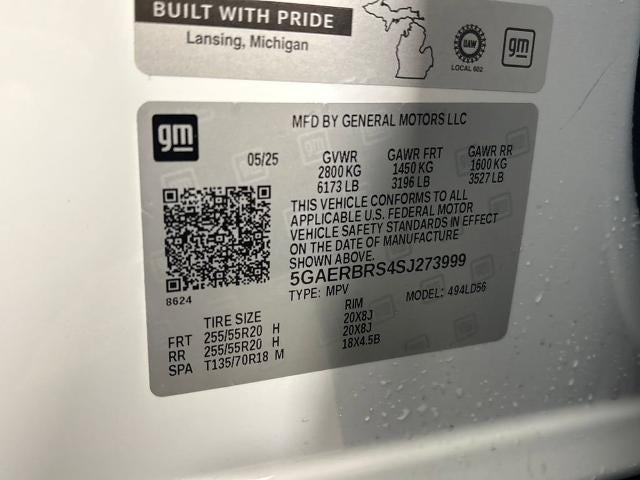 BUILT WITH PRIDE
Lansing, Michigan
UAW
LOCAL 602
gm
gm
MFD BY GENERAL MOTORS LLC
05/25 GVWR GAWR FRT GAWR RR
2800 KG 1450 KG 1600 KG
6173 LB 3196 LB 3527 LB
THIS VEHICLE CONFORMS TO ALL
APPLICABLE U.S. FEDERAL MOTOR
VEHICLE SAFETY STANDARDS IN EFFECT
ON THE DATE OF MANUFACTURE
SHOWN ABOVE.
5GAERBRS4SJ273999
TYPE: MPV MODEL: 494LD56
8624
TIRE SIZE RIM
FRT 255/55R20 H 20X8J
RR 255/55R20 H 20X8J
SPA T135/70R18 M 18X4.5B